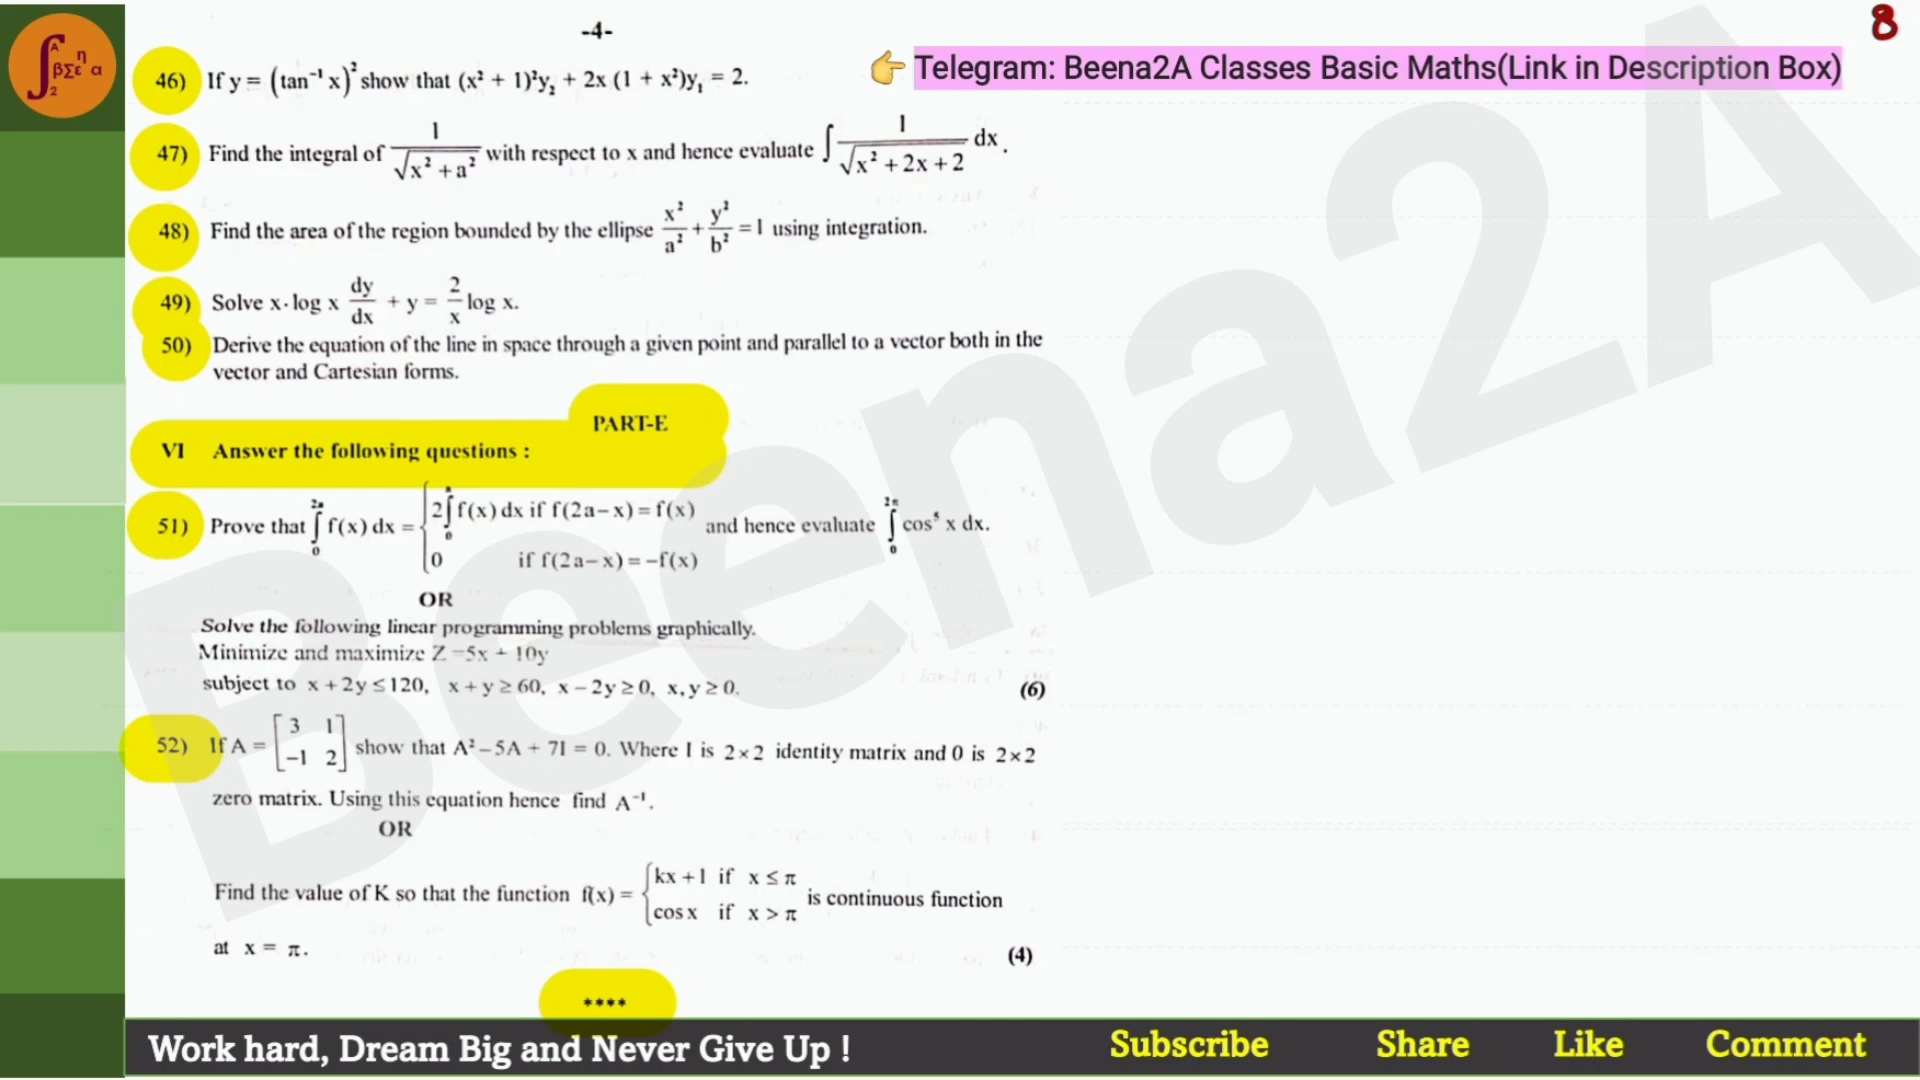 -4-
8
👉 Telegram: Beena2A Classes Basic Maths(Link in Description Box)
46) If y = (tan⁻¹ x)² show that (x² + 1)²y₂ + 2x (1 + x²)y₁ = 2.
47) Find the integral of 1/√(x² + a²) with respect to x and hence evaluate ∫ 1/√(x² + 2x + 2) dx.
48) Find the area of the region bounded by the ellipse x²/a² + y²/b² = 1 using integration.
49) Solve x·log x dy/dx + y = 2/x log x.
50) Derive the equation of the line in space through a given point and parallel to a vector both in the
vector and Cartesian forms.
PART-E
VI Answer the following questions :
51) Prove that ∫₀²ᵃ f(x) dx = { 2∫₀ᵃ f(x) dx if f(2a−x) = f(x)
0 if f(2a−x) = −f(x) and hence evaluate ∫₀^2π cos⁵ x dx.
OR
Solve the following linear programming problems graphically.
Minimize and maximize Z =5x + 10y
subject to x + 2y ≤ 120, x + y ≥ 60, x − 2y ≥ 0, x, y ≥ 0.
(6)
52) If A = [3 1; −1 2] show that A² − 5A + 7I = 0. Where I is 2×2 identity matrix and 0 is 2×2
zero matrix. Using this equation hence find A⁻¹.
OR
Find the value of K so that the function f(x) = { kx + 1 if x ≤ π
cos x if x > π is continuous function
at x = π.
(4)
****
Beena2A
Work hard, Dream Big and Never Give Up !
Subscribe Share Like Comment